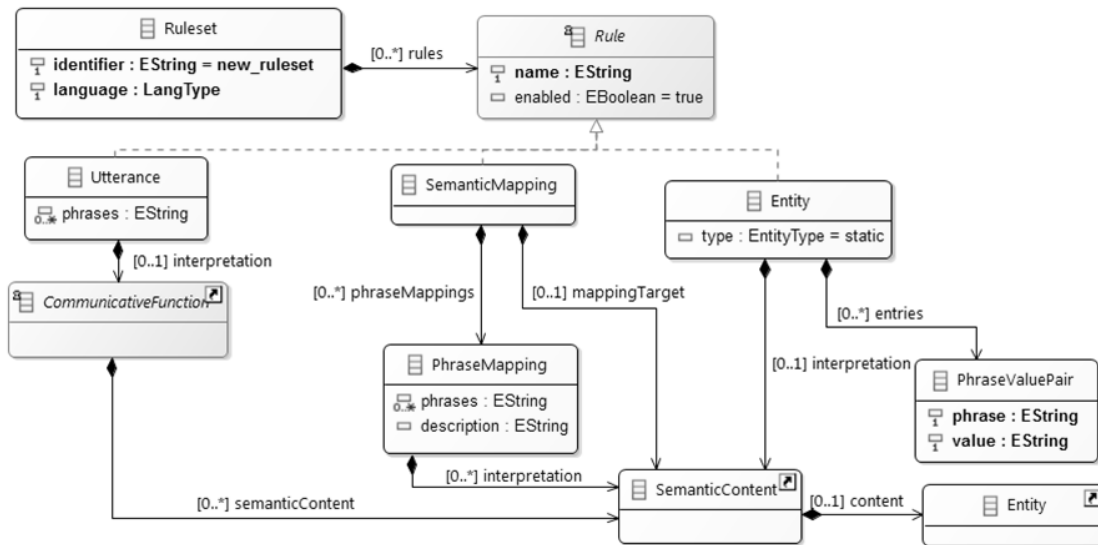 Ruleset
identifier : EString = new_ruleset
language : LangType
[0..*] rules
Rule
name : EString
enabled : EBoolean = true
Utterance
phrases : EString
[0..1] interpretation
CommunicativeFunction
SemanticMapping
[0..*] phraseMappings
[0..1] mappingTarget
Entity
type : EntityType = static
[0..*] entries
[0..1] interpretation
PhraseMapping
phrases : EString
description : EString
[0..*] interpretation
PhraseValuePair
phrase : EString
value : EString
[0..*] semanticContent
SemanticContent
[0..1] content
Entity